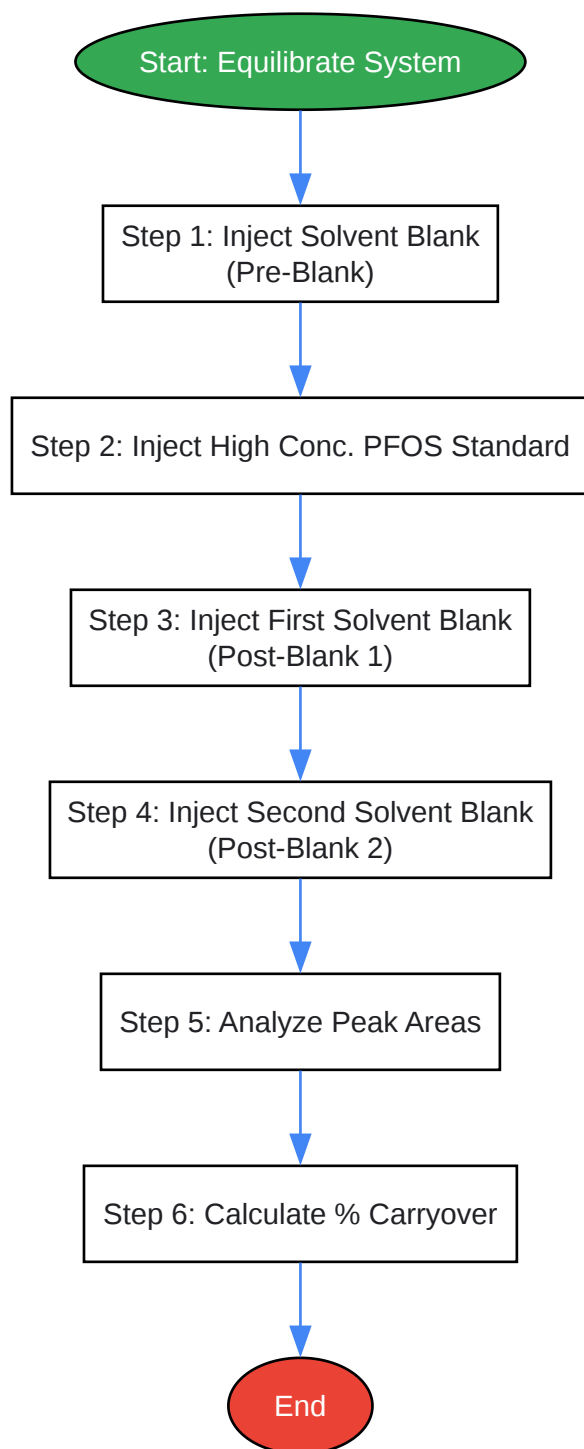 Start: Equilibrate System
Step 1: Inject Solvent Blank
(Pre-Blank)
Step 2: Inject High Conc. PFOS Standard
Step 3: Inject First Solvent Blank
(Post-Blank 1)
Step 4: Inject Second Solvent Blank
(Post-Blank 2)
Step 5: Analyze Peak Areas
Step 6: Calculate % Carryover
End